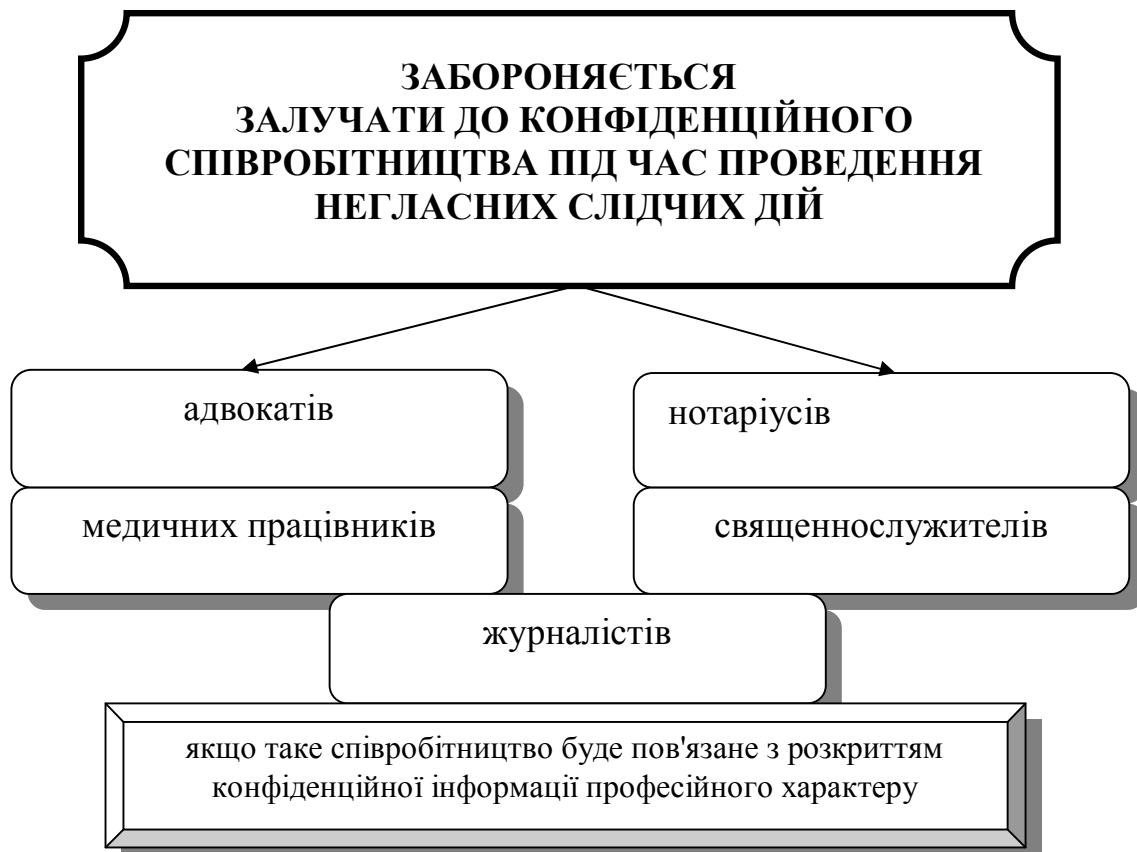 ЗАБОРОНЯЄТЬСЯ
ЗАЛУЧАТИ ДО КОНФІДЕНЦІЙНОГО
СПІВРОБІТНИЦТВА ПІД ЧАС ПРОВЕДЕННЯ
НЕГЛАСНИХ СЛІДЧИХ ДІЙ
адвокатів
нотаріусів
медичних працівників
священнослужителів
журналістів
якщо таке співробітництво буде пов'язане з розкриттям
конфіденційної інформації професійного характеру